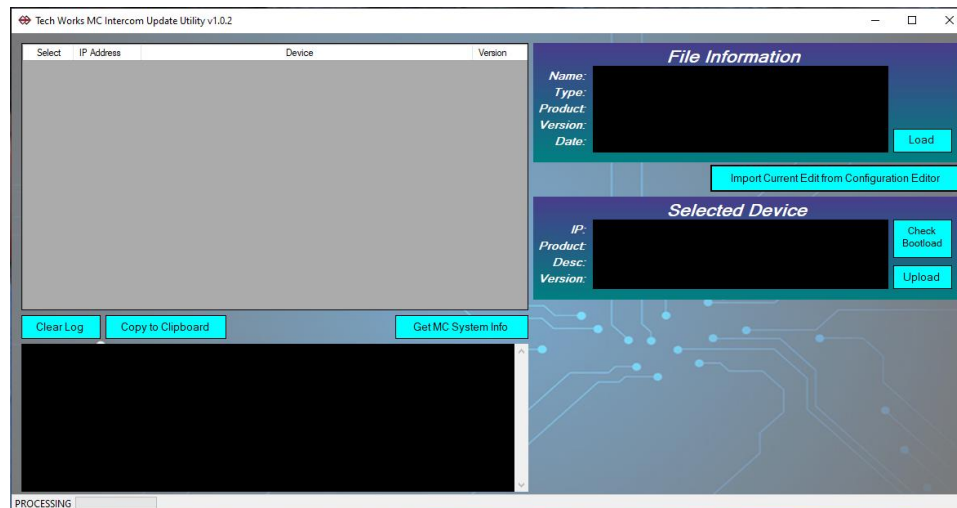 Tech Works MC Intercom Update Utility v1.0.2
Select IP Address Device Version
File Information
Name:
Type:
Product:
Version:
Date:
Load
Import Current Edit from Configuration Editor
Selected Device
IP:
Product:
Desc:
Version:
Check
Bootload
Upload
Clear Log Copy to Clipboard Get MC System Info
PROCESSING